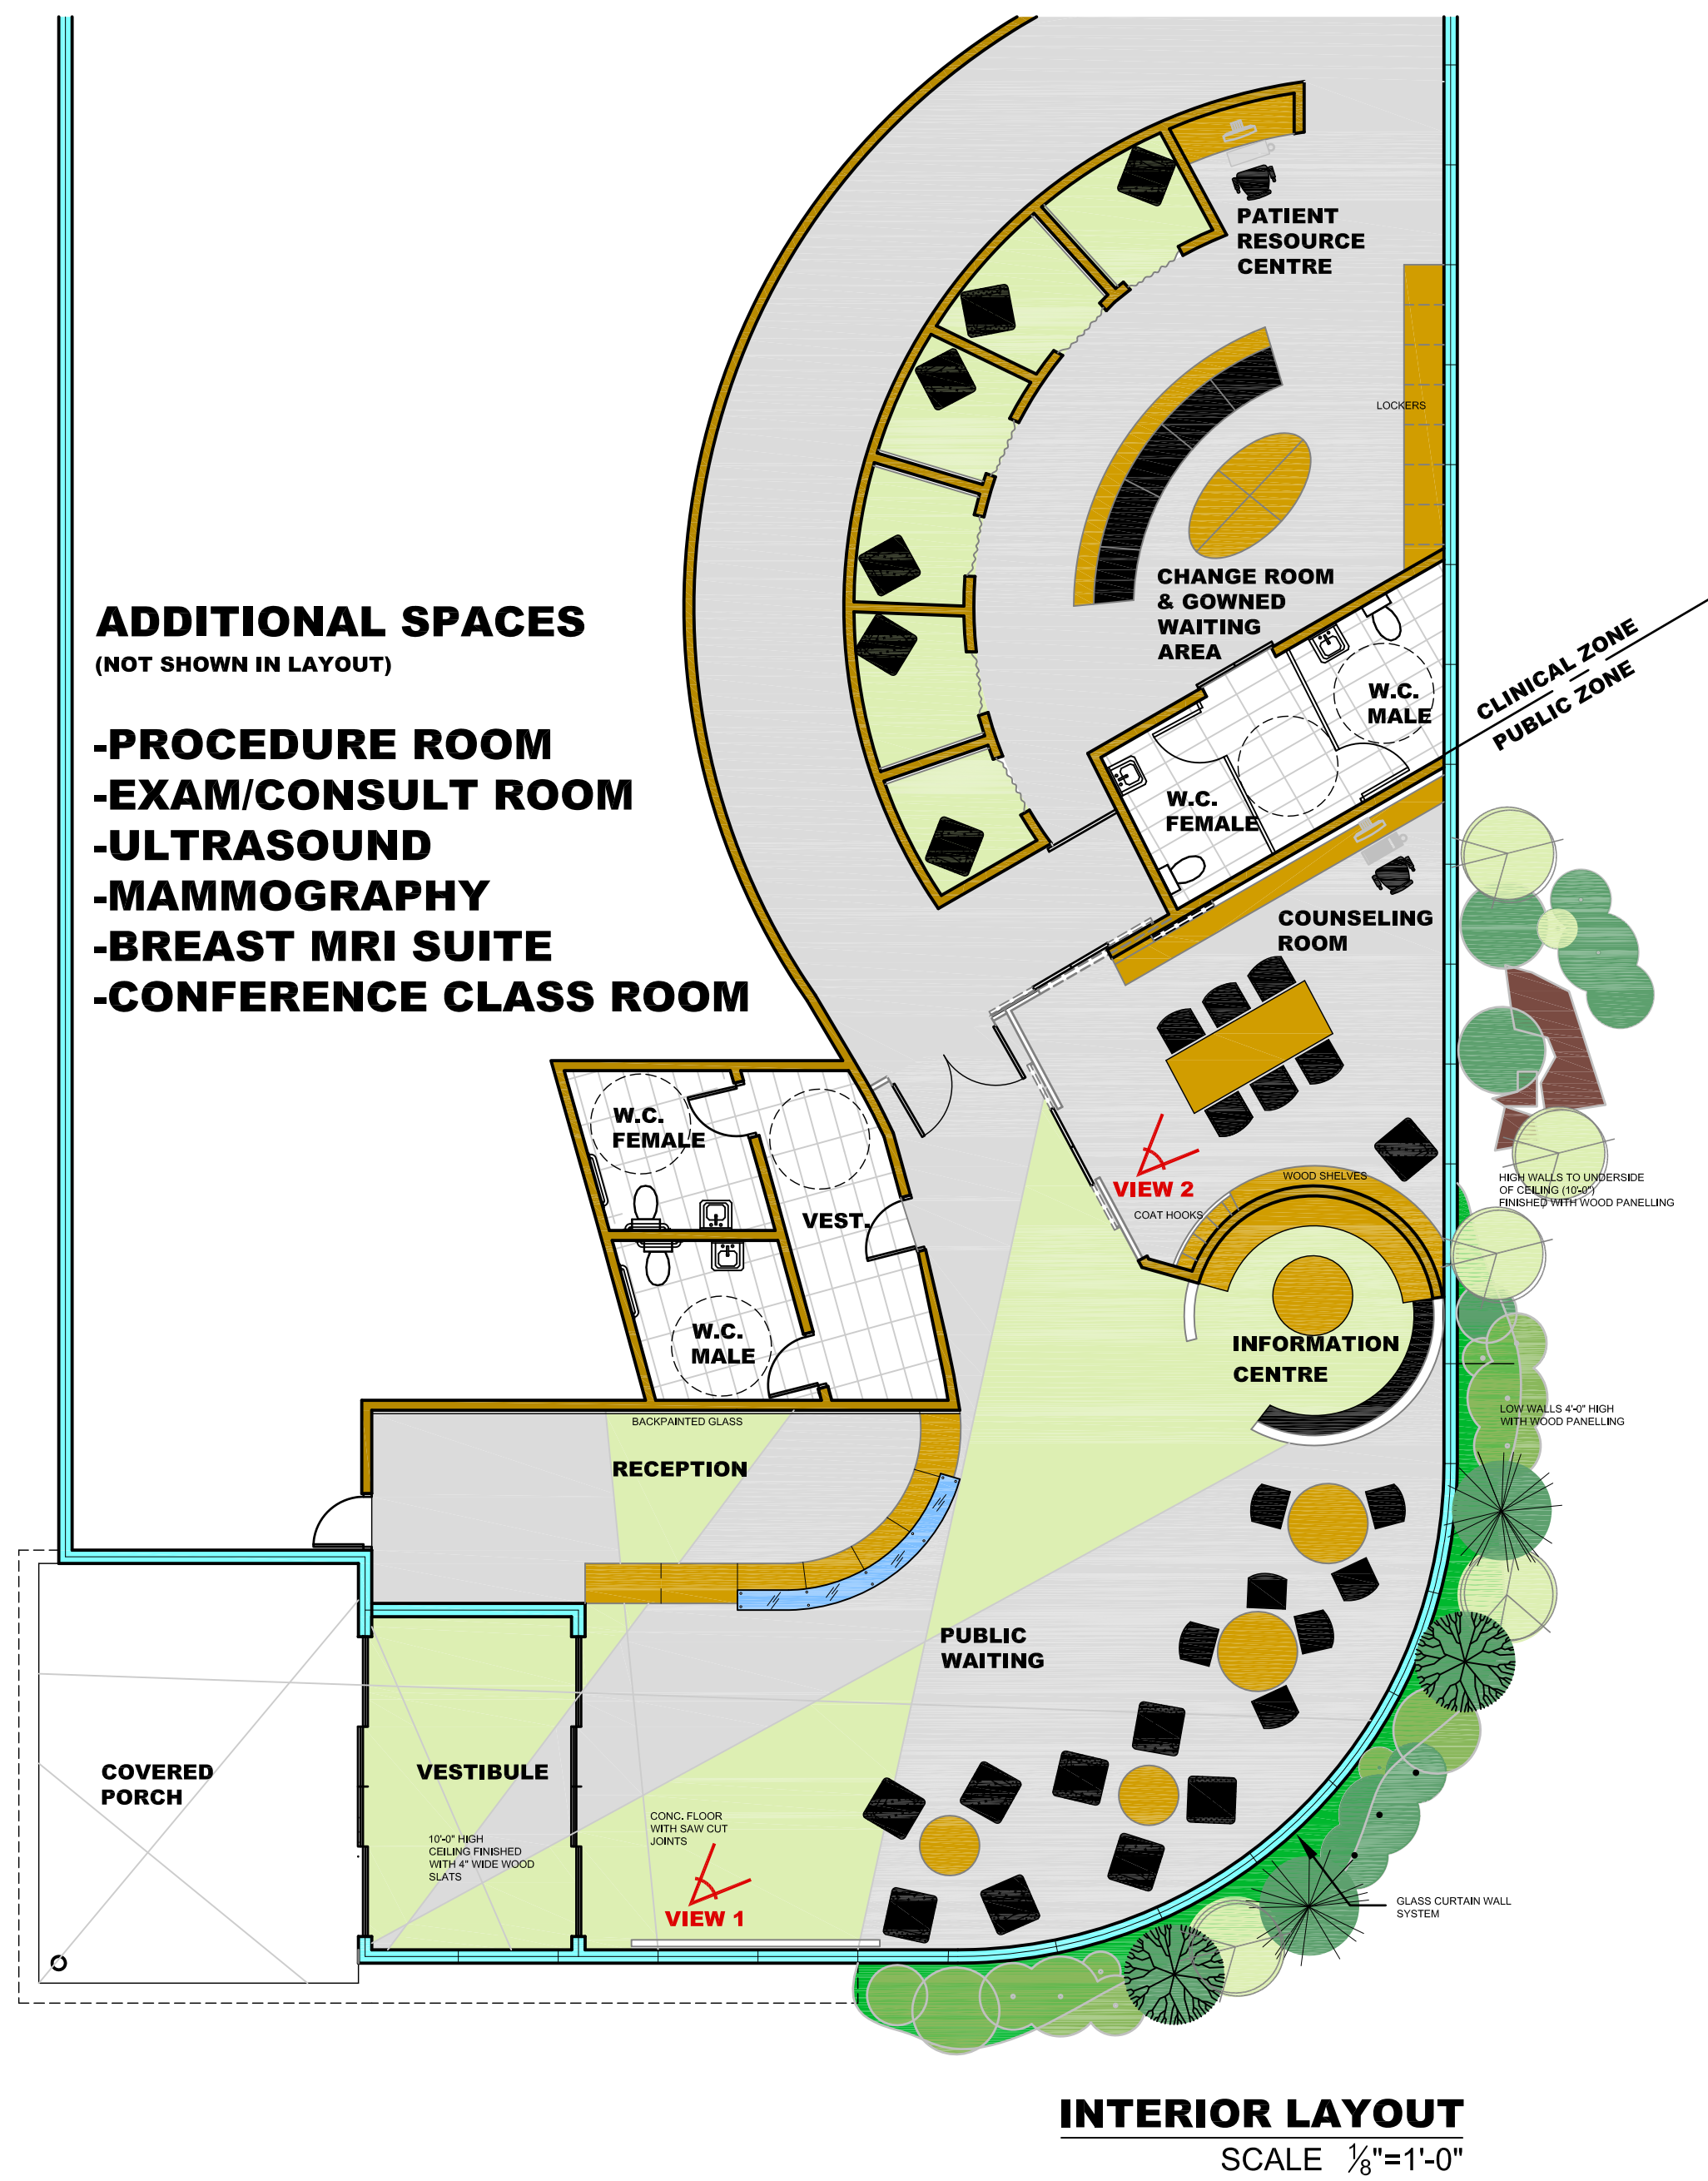 PATIENT
RESOURCE
CENTRE
LOCKERS
CHANGE ROOM
& GOWNED
WAITING
AREA
ADDITIONAL SPACES
(NOT SHOWN IN LAYOUT)
-PROCEDURE ROOM
-EXAM/CONSULT ROOM
-ULTRASOUND
-MAMMOGRAPHY
-BREAST MRI SUITE
-CONFERENCE CLASS ROOM
CLINICAL ZONE
PUBLIC ZONE
W.C.
MALE
W.C.
FEMALE
COUNSELING
ROOM
W.C.
FEMALE
VIEW 2
WOOD SHELVES
COAT HOOKS
HIGH WALLS TO UNDERSIDE
OF CEILING (10'-0")
FINISHED WITH WOOD PANELLING
VEST.
W.C.
MALE
INFORMATION
CENTRE
LOW WALLS 4'-0" HIGH
WITH WOOD PANELLING
BACKPAINTED GLASS
RECEPTION
PUBLIC
WAITING
COVERED
PORCH
VESTIBULE
10'-0" HIGH
CEILING FINISHED
WITH 4" WIDE WOOD
SLATS
CONC. FLOOR
WITH SAW CUT
JOINTS
VIEW 1
GLASS CURTAIN WALL
SYSTEM
INTERIOR LAYOUT
SCALE ⅛"=1'-0"